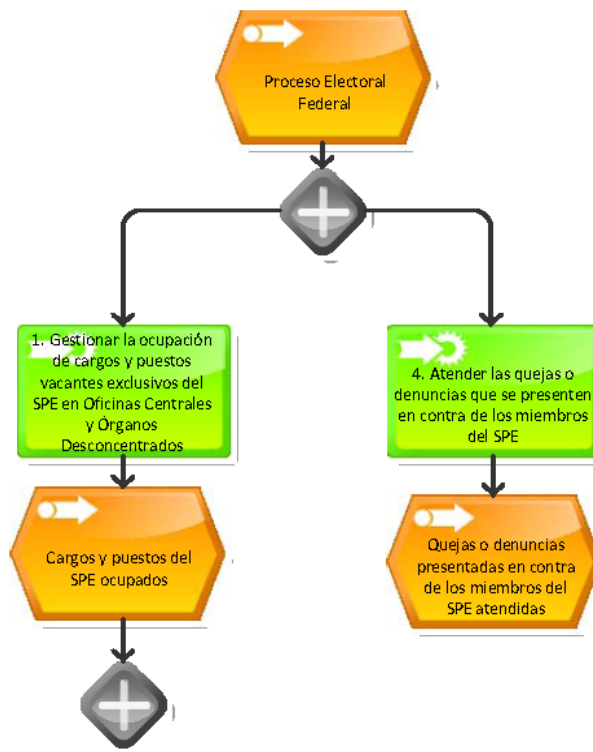 Proceso Electoral
Federal
1. Gestionar la ocupación
de cargos y puestos
vacantes exclusivos del
SPE en Oficinas Centrales
y Órganos
Desconcentrados
4. Atender las quejas o
denuncias que se presenten
en contra de los miembros
del SPE
Cargos y puestos del
SPE ocupados
Quejas o denuncias
presentadas en contra
de los miembros del
SPE atendidas